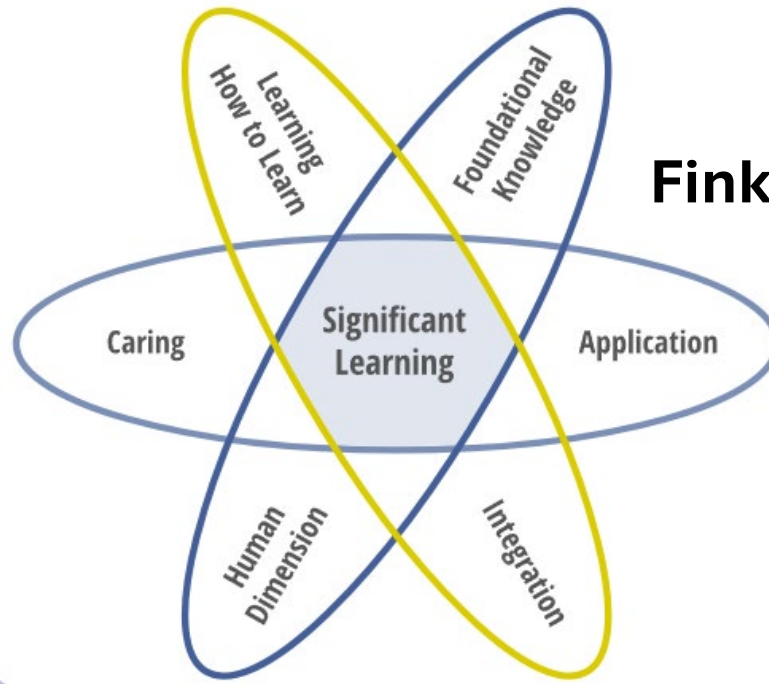 Learning
How to Learn
Foundational
Knowledge
Fink
Caring
Significant
Learning
Application
Human
Dimension
Integration